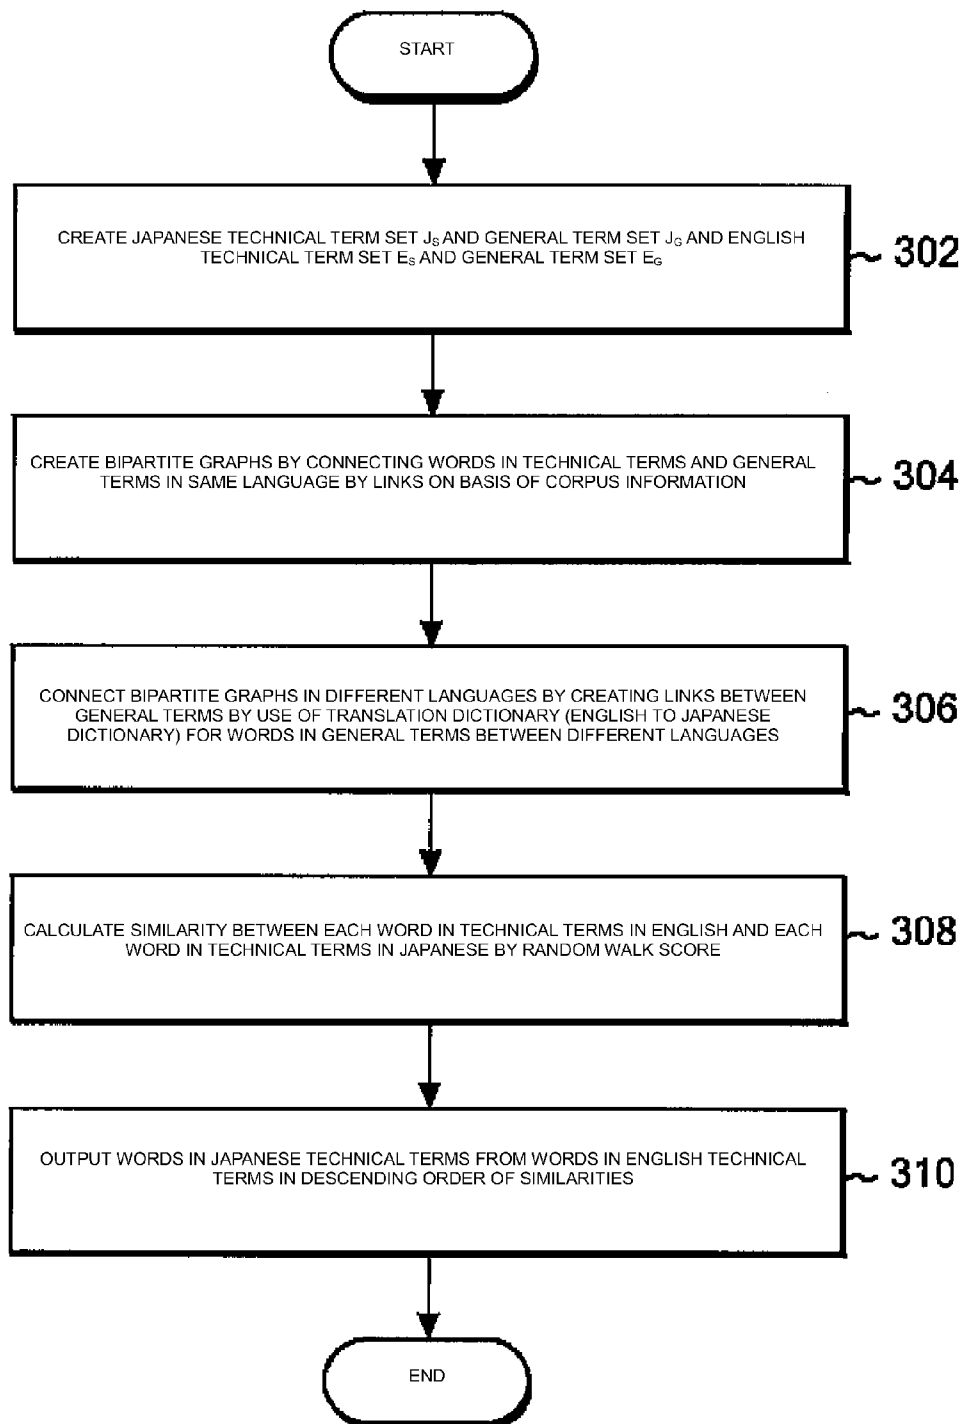 START
CREATE JAPANESE TECHNICAL TERM SET JS AND GENERAL TERM SET JG AND ENGLISH
TECHNICAL TERM SET ES AND GENERAL TERM SET EG
302
CREATE BIPARTITE GRAPHS BY CONNECTING WORDS IN TECHNICAL TERMS AND GENERAL
TERMS IN SAME LANGUAGE BY LINKS ON BASIS OF CORPUS INFORMATION
304
CONNECT BIPARTITE GRAPHS IN DIFFERENT LANGUAGES BY CREATING LINKS BETWEEN
GENERAL TERMS BY USE OF TRANSLATION DICTIONARY (ENGLISH TO JAPANESE
DICTIONARY) FOR WORDS IN GENERAL TERMS BETWEEN DIFFERENT LANGUAGES
306
CALCULATE SIMILARITY BETWEEN EACH WORD IN TECHNICAL TERMS IN ENGLISH AND EACH
WORD IN TECHNICAL TERMS IN JAPANESE BY RANDOM WALK SCORE
308
OUTPUT WORDS IN JAPANESE TECHNICAL TERMS FROM WORDS IN ENGLISH TECHNICAL
TERMS IN DESCENDING ORDER OF SIMILARITIES
310
END